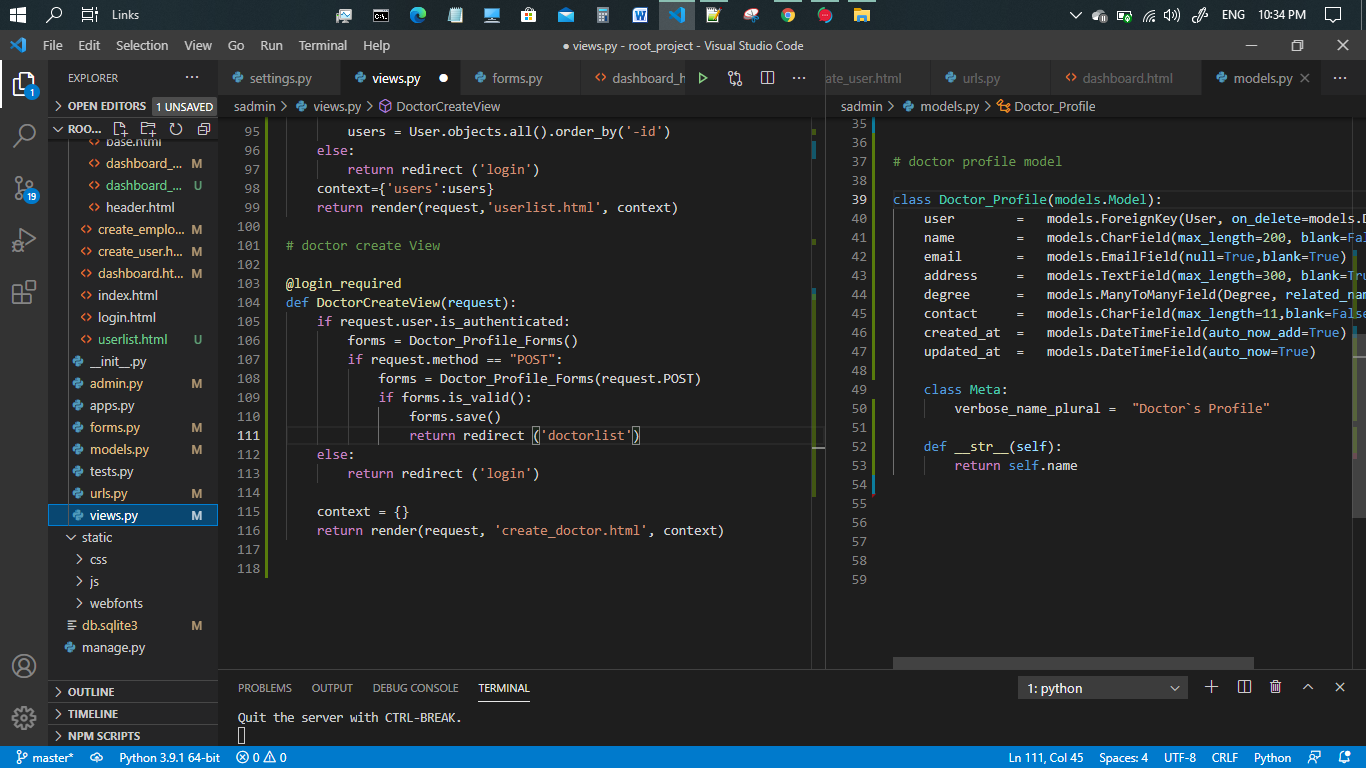 Links
ENG
10:34 PM
File Edit Selection View Go Run Terminal Help
● views.py - root_project - Visual Studio Code
EXPLORER
settings.py
views.py
forms.py
dashboard_h
urls.py
dashboard.html
models.py
OPEN EDITORS 1 UNSAVED
ROO...
base.html
dashboard_... M
dashboard_... U
header.html
create_emplo... M
create_user.h... M
dashboard.ht... M
index.html
login.html
userlist.html U
__init__.py
admin.py M
apps.py
forms.py M
models.py M
tests.py
urls.py M
views.py M
static
css
js
webfonts
db.sqlite3 M
manage.py
OUTLINE
TIMELINE
NPM SCRIPTS
1
19
sadmin > views.py > DoctorCreateView
95 users = User.objects.all().order_by('-id')
96 else:
97 return redirect ('login')
98 context={'users':users}
99 return render(request,'userlist.html', context)
100
101 # doctor create View
102
103 @login_required
104 def DoctorCreateView(request):
105 if request.user.is_authenticated:
106 forms = Doctor_Profile_Forms()
107 if request.method == "POST":
108 forms = Doctor_Profile_Forms(request.POST)
109 if forms.is_valid():
110 forms.save()
111 return redirect ('doctorlist')
112 else:
113 return redirect ('login')
114
115 context = {}
116 return render(request, 'create_doctor.html', context)
117
118
sadmin > models.py > Doctor_Profile
35
36
37 # doctor profile model
38
39 class Doctor_Profile(models.Model):
40 user = models.ForeignKey(User, on_delete=models.D
41 name = models.CharField(max_length=200, blank=Fal
42 email = models.EmailField(null=True,blank=True)
43 address = models.TextField(max_length=300, blank=Tr
44 degree = models.ManyToManyField(Degree, related_nam
45 contact = models.CharField(max_length=11,blank=False
46 created_at = models.DateTimeField(auto_now_add=True)
47 updated_at = models.DateTimeField(auto_now=True)
48
49 class Meta:
50 verbose_name_plural = "Doctor`s Profile"
51
52 def __str__(self):
53 return self.name
54
55
56
57
58
59
PROBLEMS OUTPUT DEBUG CONSOLE TERMINAL
1: python
Quit the server with CTRL-BREAK.
master* Python 3.9.1 64-bit 0 0
Ln 111, Col 45 Spaces: 4 UTF-8 CRLF Python